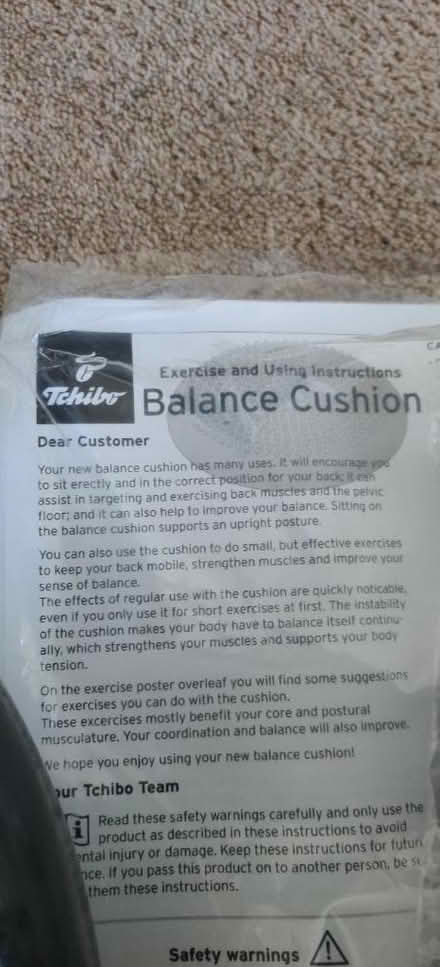 CA
Tchibo
Exercise and Using Instructions
Balance Cushion
Dear Customer
Your new balance cushion has many uses. It will encourage you
to sit erectly and in the correct position for your back; it can
assist in targeting and exercising back muscles and the pelvic
floor; and it can also help to improve your balance. Sitting on
the balance cushion supports an upright posture.
You can also use the cushion to do small, but effective exercises
to keep your back mobile, strengthen muscles and improve your
sense of balance.
The effects of regular use with the cushion are quickly noticable,
even if you only use it for short exercises at first. The instability
of the cushion makes your body have to balance itself continu-
ally, which strengthens your muscles and supports your body
tension.
On the exercise poster overleaf you will find some suggestions
for exercises you can do with the cushion.
These excercises mostly benefit your core and postural
musculature. Your coordination and balance will also improve.
We hope you enjoy using your new balance cushion!
our Tchibo Team
i Read these safety warnings carefully and only use the
product as described in these instructions to avoid
ental injury or damage. Keep these instructions for futur
nce. If you pass this product on to another person, be s
them these instructions.
Safety warnings